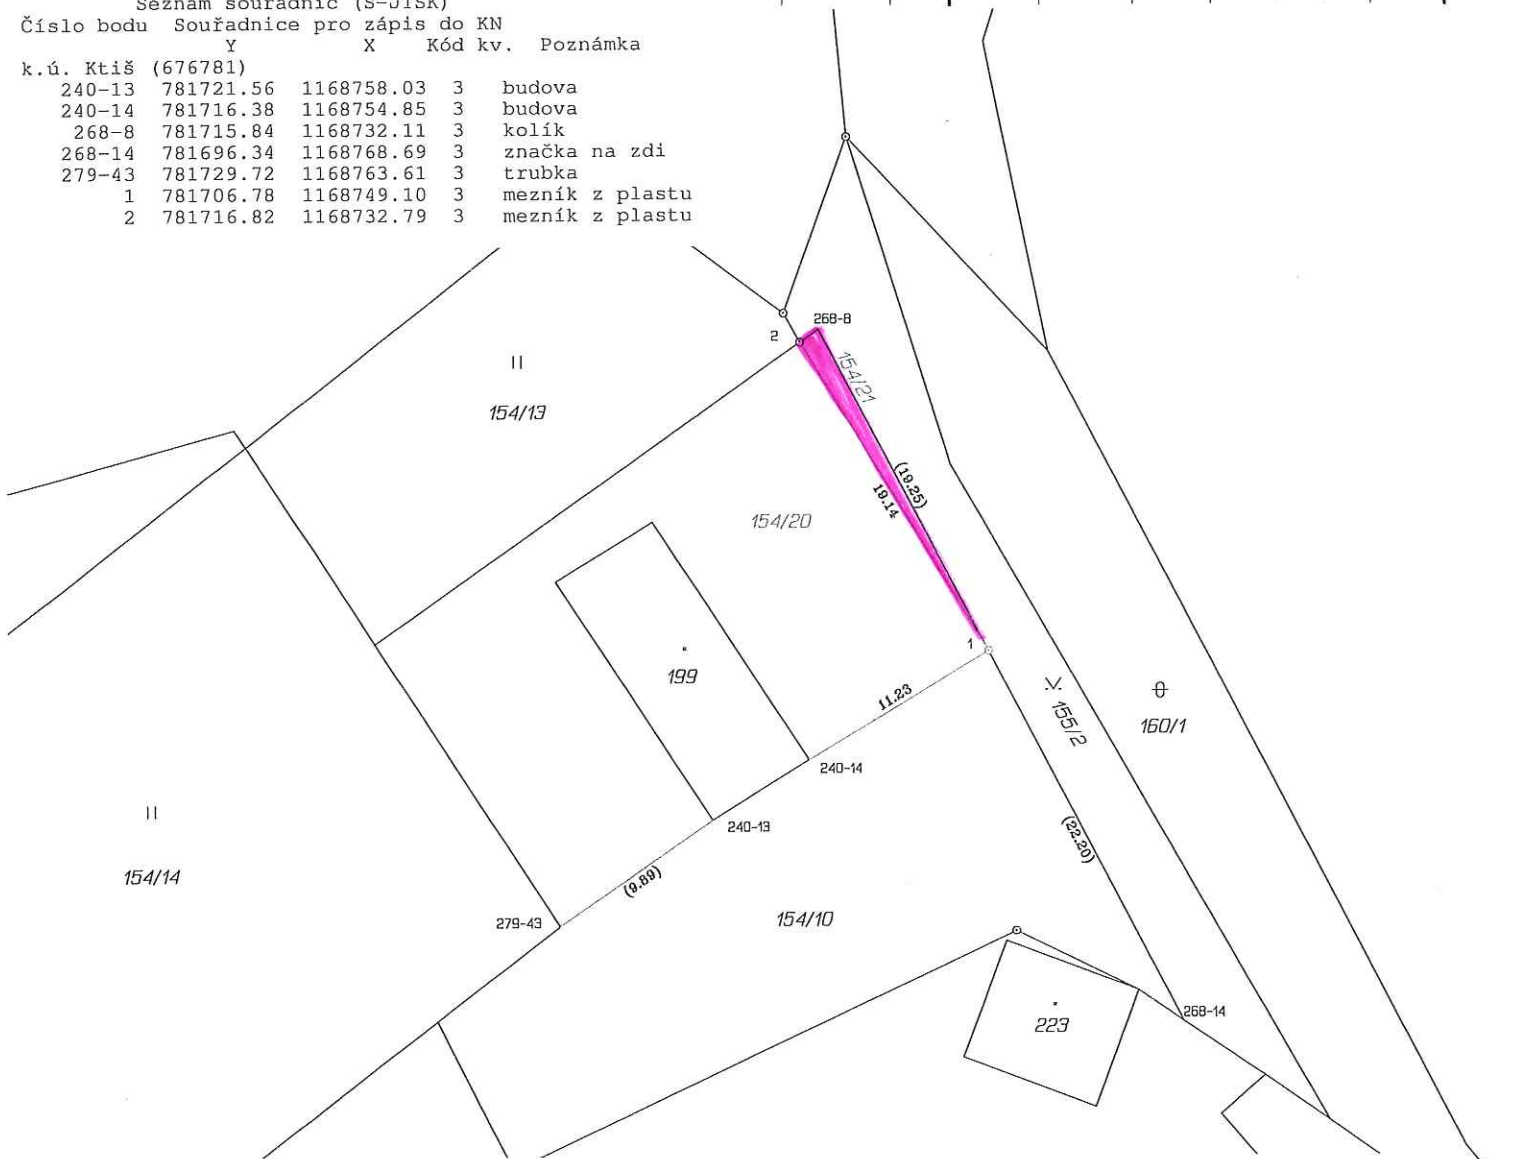 Seznam souřadnic (S-JTSK)
Číslo bodu Souřadnice pro zápis do KN
Y X Kód kv. Poznámka
k.ú. Ktiš (676781)
240-13 781721.56 1168758.03 3 budova
240-14 781716.38 1168754.85 3 budova
268-8 781715.84 1168732.11 3 kolík
268-14 781696.34 1168768.69 3 značka na zdi
279-43 781729.72 1168763.61 3 trubka
1 781706.78 1168749.10 3 mezník z plastu
2 781716.82 1168732.79 3 mezník z plastu
268-8
2
154/21
154/13
(19.25)
19.14
154/20
1
199
11.23
155/2
160/1
240-14
240-13
(22.20)
154/14
(9.89)
279-43
154/10
268-14
223